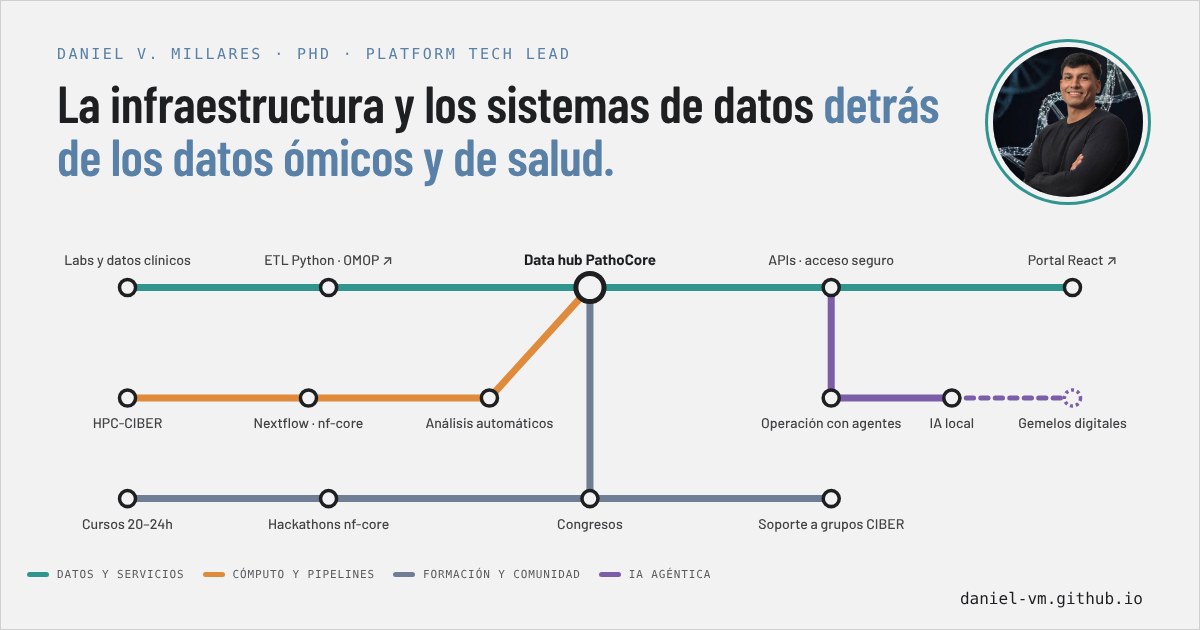 DANIEL V. MILLARES · PHD · PLATFORM TECH LEAD
La infraestructura y los sistemas de datos detrás
de los datos ómicos y de salud.
Labs y datos clínicos
ETL Python · OMOP ↗
Data hub PathoCore
APIs · acceso seguro
Portal React ↗
HPC-CIBER
Nextflow · nf-core
Análisis automáticos
Operación con agentes
IA local
Gemelos digitales
Cursos 20–24h
Hackathons nf-core
Congresos
Soporte a grupos CIBER
DATOS Y SERVICIOS
CÓMPUTO Y PIPELINES
FORMACIÓN Y COMUNIDAD
IA AGÉNTICA
daniel-vm.github.io